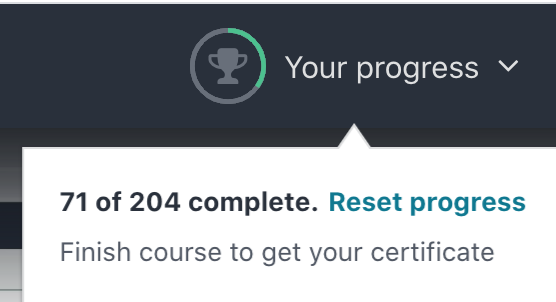 Your progress
71 of 204 complete. Reset progress
Finish course to get your certificate